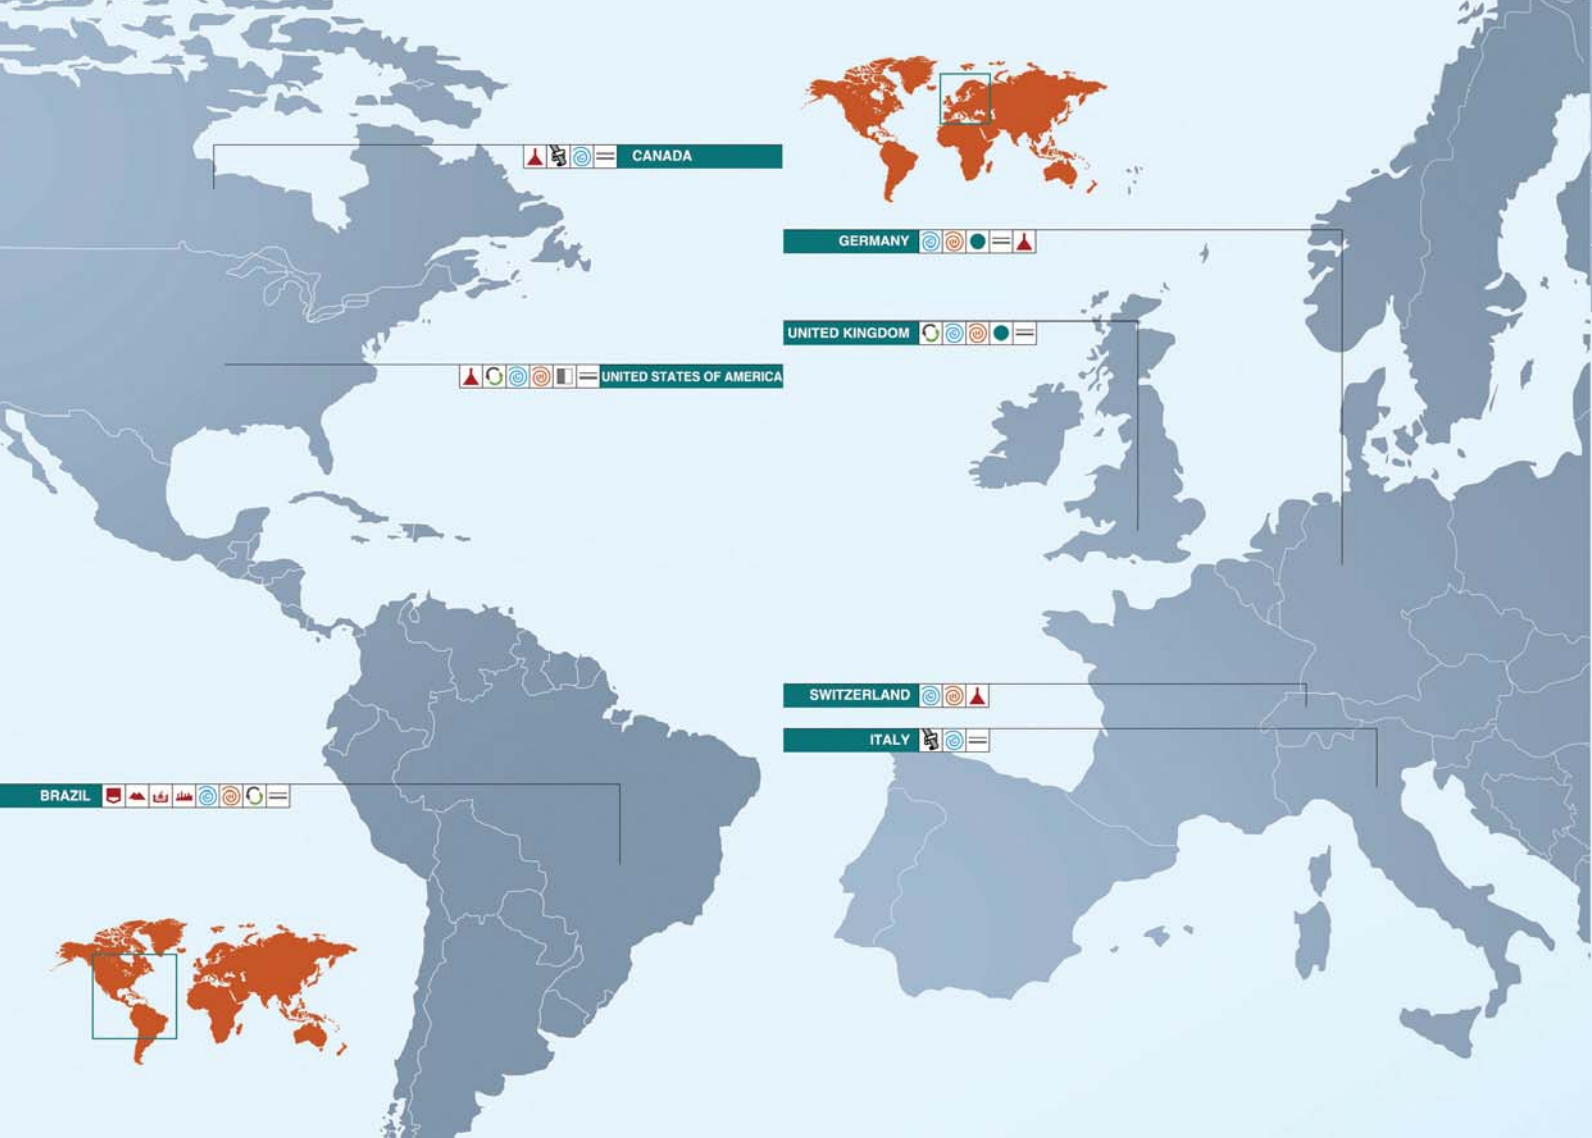 CANADA
GERMANY
UNITED KINGDOM
UNITED STATES OF AMERICA
SWITZERLAND
ITALY
BRAZIL